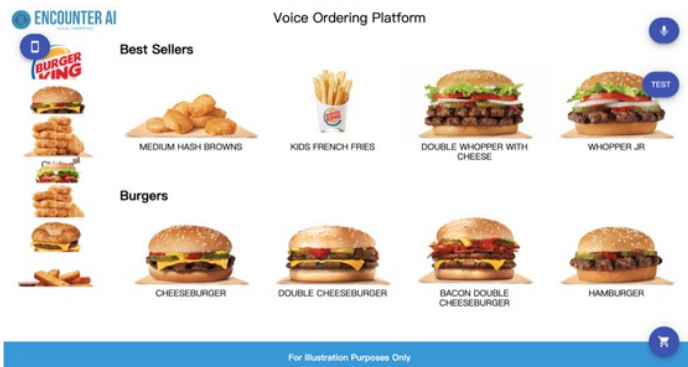 ENCOUNTER AI
Voice Ordering Platform
BURGER
KING
Best Sellers
TEST
MEDIUM HASH BROWNS
KIDS FRENCH FRIES
DOUBLE WHOPPER WITH
CHEESE
WHOPPER JR
Burgers
CHEESEBURGER
DOUBLE CHEESEBURGER
BACON DOUBLE
CHEESEBURGER
HAMBURGER
For Illustration Purposes Only